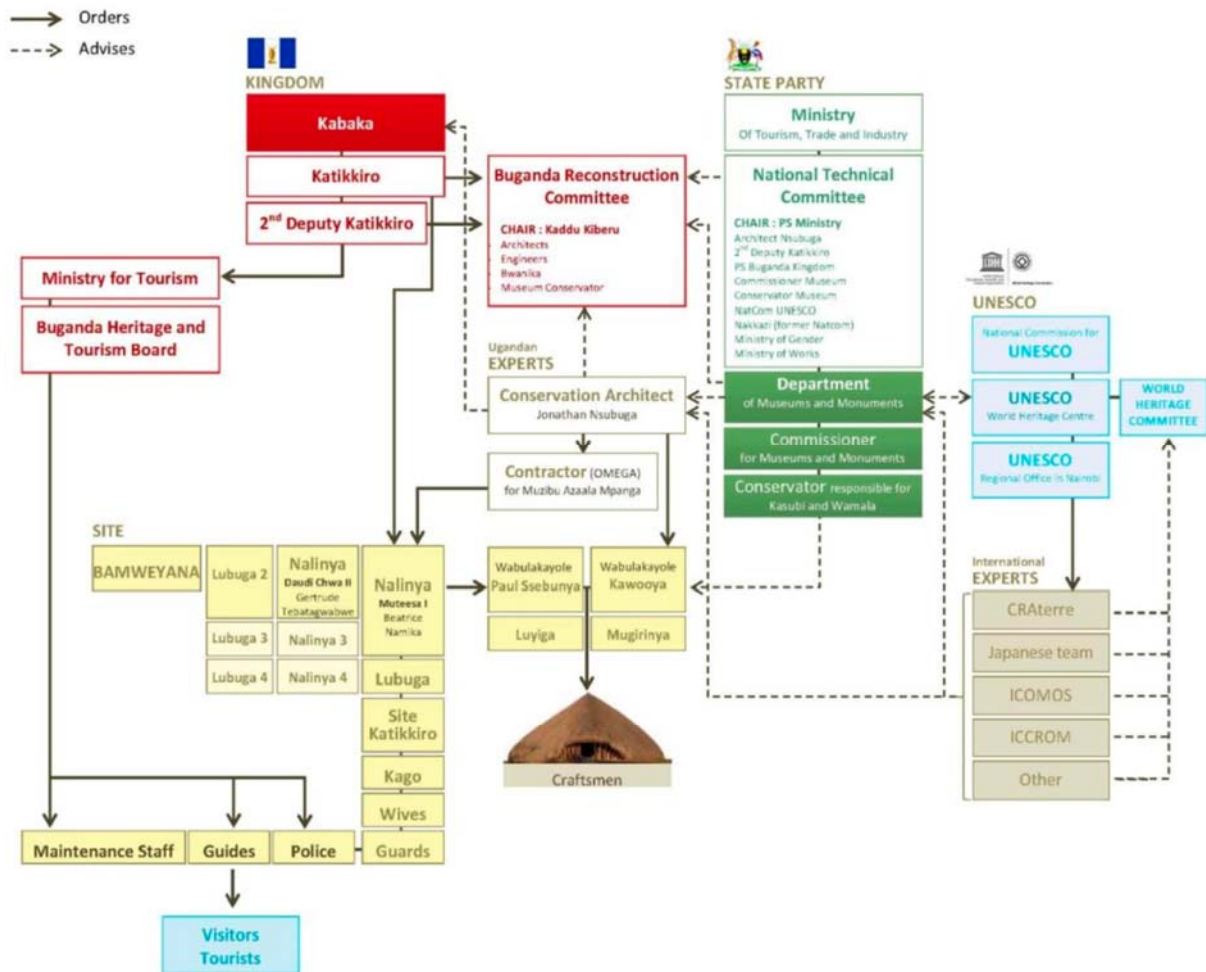 Orders
Advises
KINGDOM
Kabaka
Katikkiro
2nd Deputy Katikkiro
Ministry for Tourism
Buganda Heritage and
Tourism Board
Buganda Reconstruction
Committee
CHAIR : Kaddu Kiberu
Architects
Engineers
Bwanika
Museum Conservator
STATE PARTY
Ministry
Of Tourism, Trade and Industry
National Technical
Committee
CHAIR : PS Ministry
Architect Nsubuga
2nd Deputy Katikkiro
PS Buganda Kingdom
Commissioner Museum
Conservator Museum
NatCom UNESCO
Nakkazi (former Natcom)
Ministry of Gender
Ministry of Works
Department
of Museums and Monuments
Commissioner
for Museums and Monuments
Conservator responsible for
Kasubi and Wamala
UNESCO
National Commission for
UNESCO
UNESCO
World Heritage Centre
UNESCO
Regional Office in Nairobi
WORLD
HERITAGE
COMMITTEE
Ugandan
EXPERTS
Conservation Architect
Jonathan Nsubuga
Contractor (OMEGA)
for Muzibu Azaala Mpanga
International
EXPERTS
CRAterre
Japanese team
ICOMOS
ICCROM
Other
SITE
BAMWEYANA
Lubuga 2
Lubuga 3
Lubuga 4
Nalinya
Daudi Chwa II
Gertrude
Tebatagwabwe
Nalinya 3
Nalinya 4
Nalinya
Muteesa I
Beatrice
Namika
Lubuga
Site
Katikkiro
Kago
Wives
Guards
Wabulakayole
Paul Ssebunya
Luyiga
Wabulakayole
Kawooya
Mugirinya
Craftsmen
Maintenance Staff
Guides
Police
Visitors
Tourists